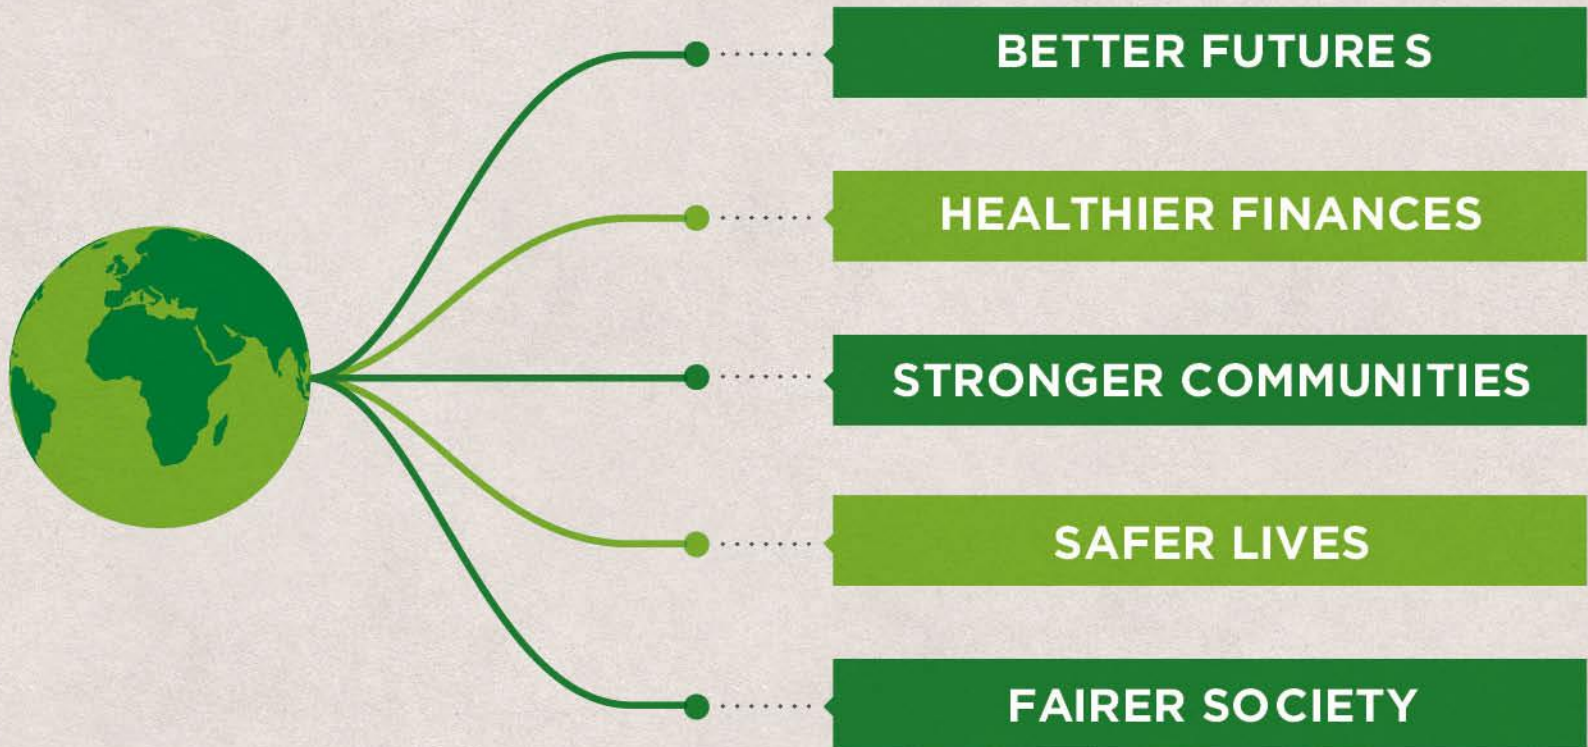 BETTER FUTURES
HEALTHIER FINANCES
STRONGER COMMUNITIES
SAFER LIVES
FAIRER SOCIETY